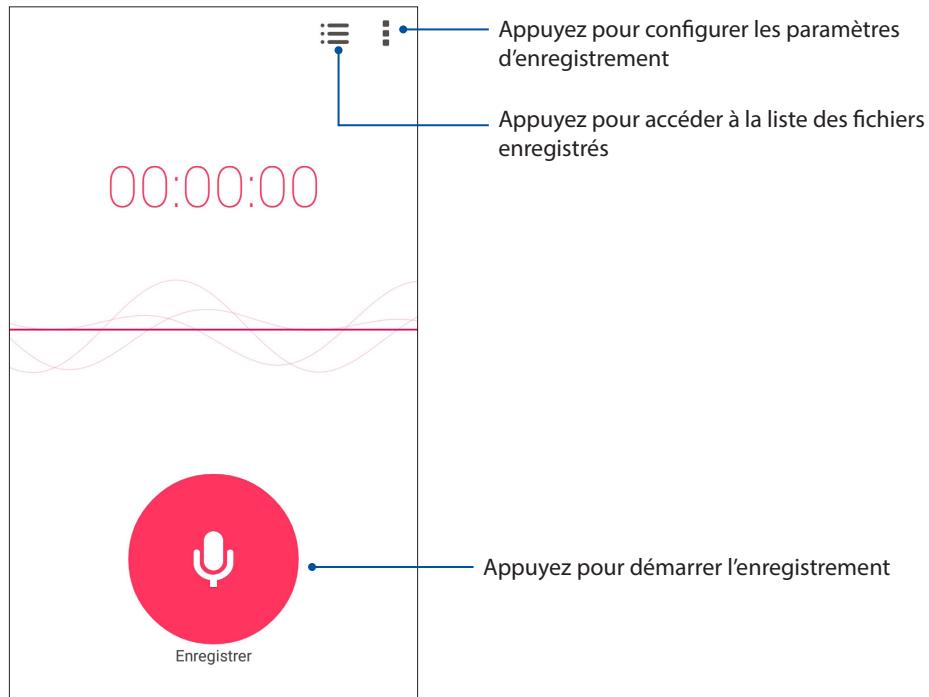 Appuyez pour configurer les paramètres
d'enregistrement
Appuyez pour accéder à la liste des fichiers
enregistrés
00:00:00
Appuyez pour démarrer l'enregistrement
Enregistrer